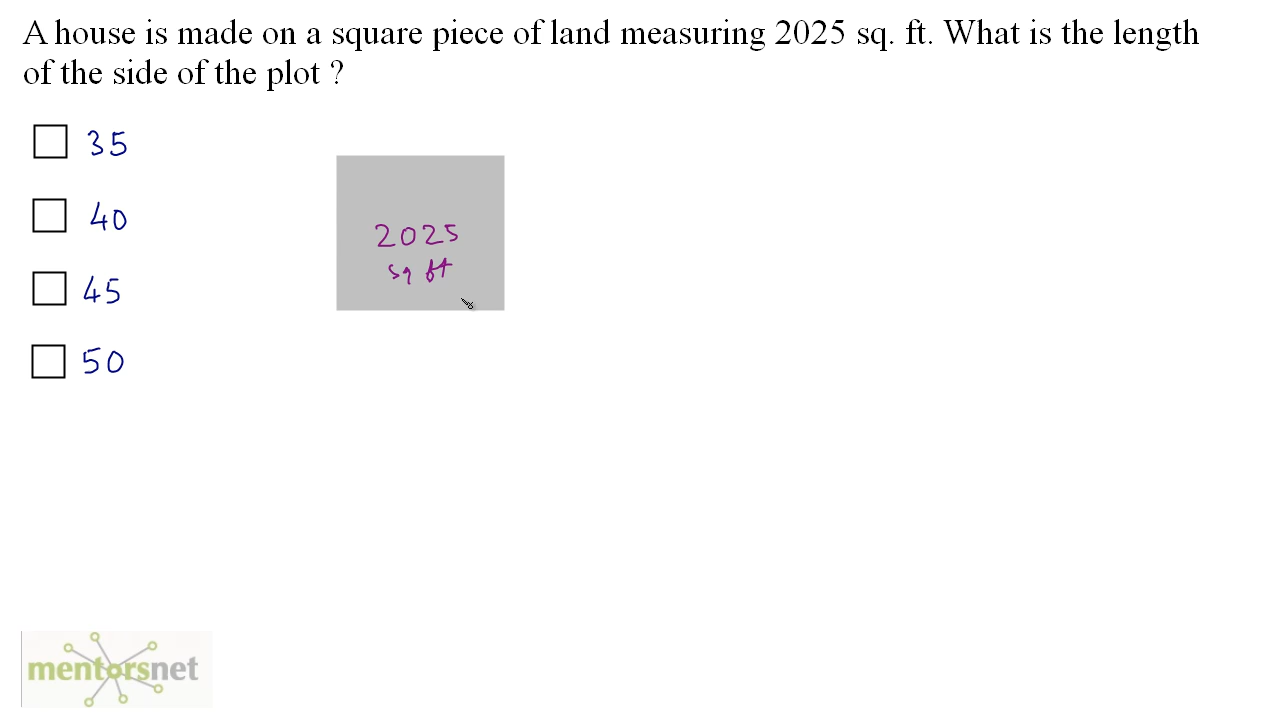 A house is made on a square piece of land measuring 2025 sq. ft. What is the length
of the side of the plot ?
35
40
45
50
2025
sq ft
mentorsnet